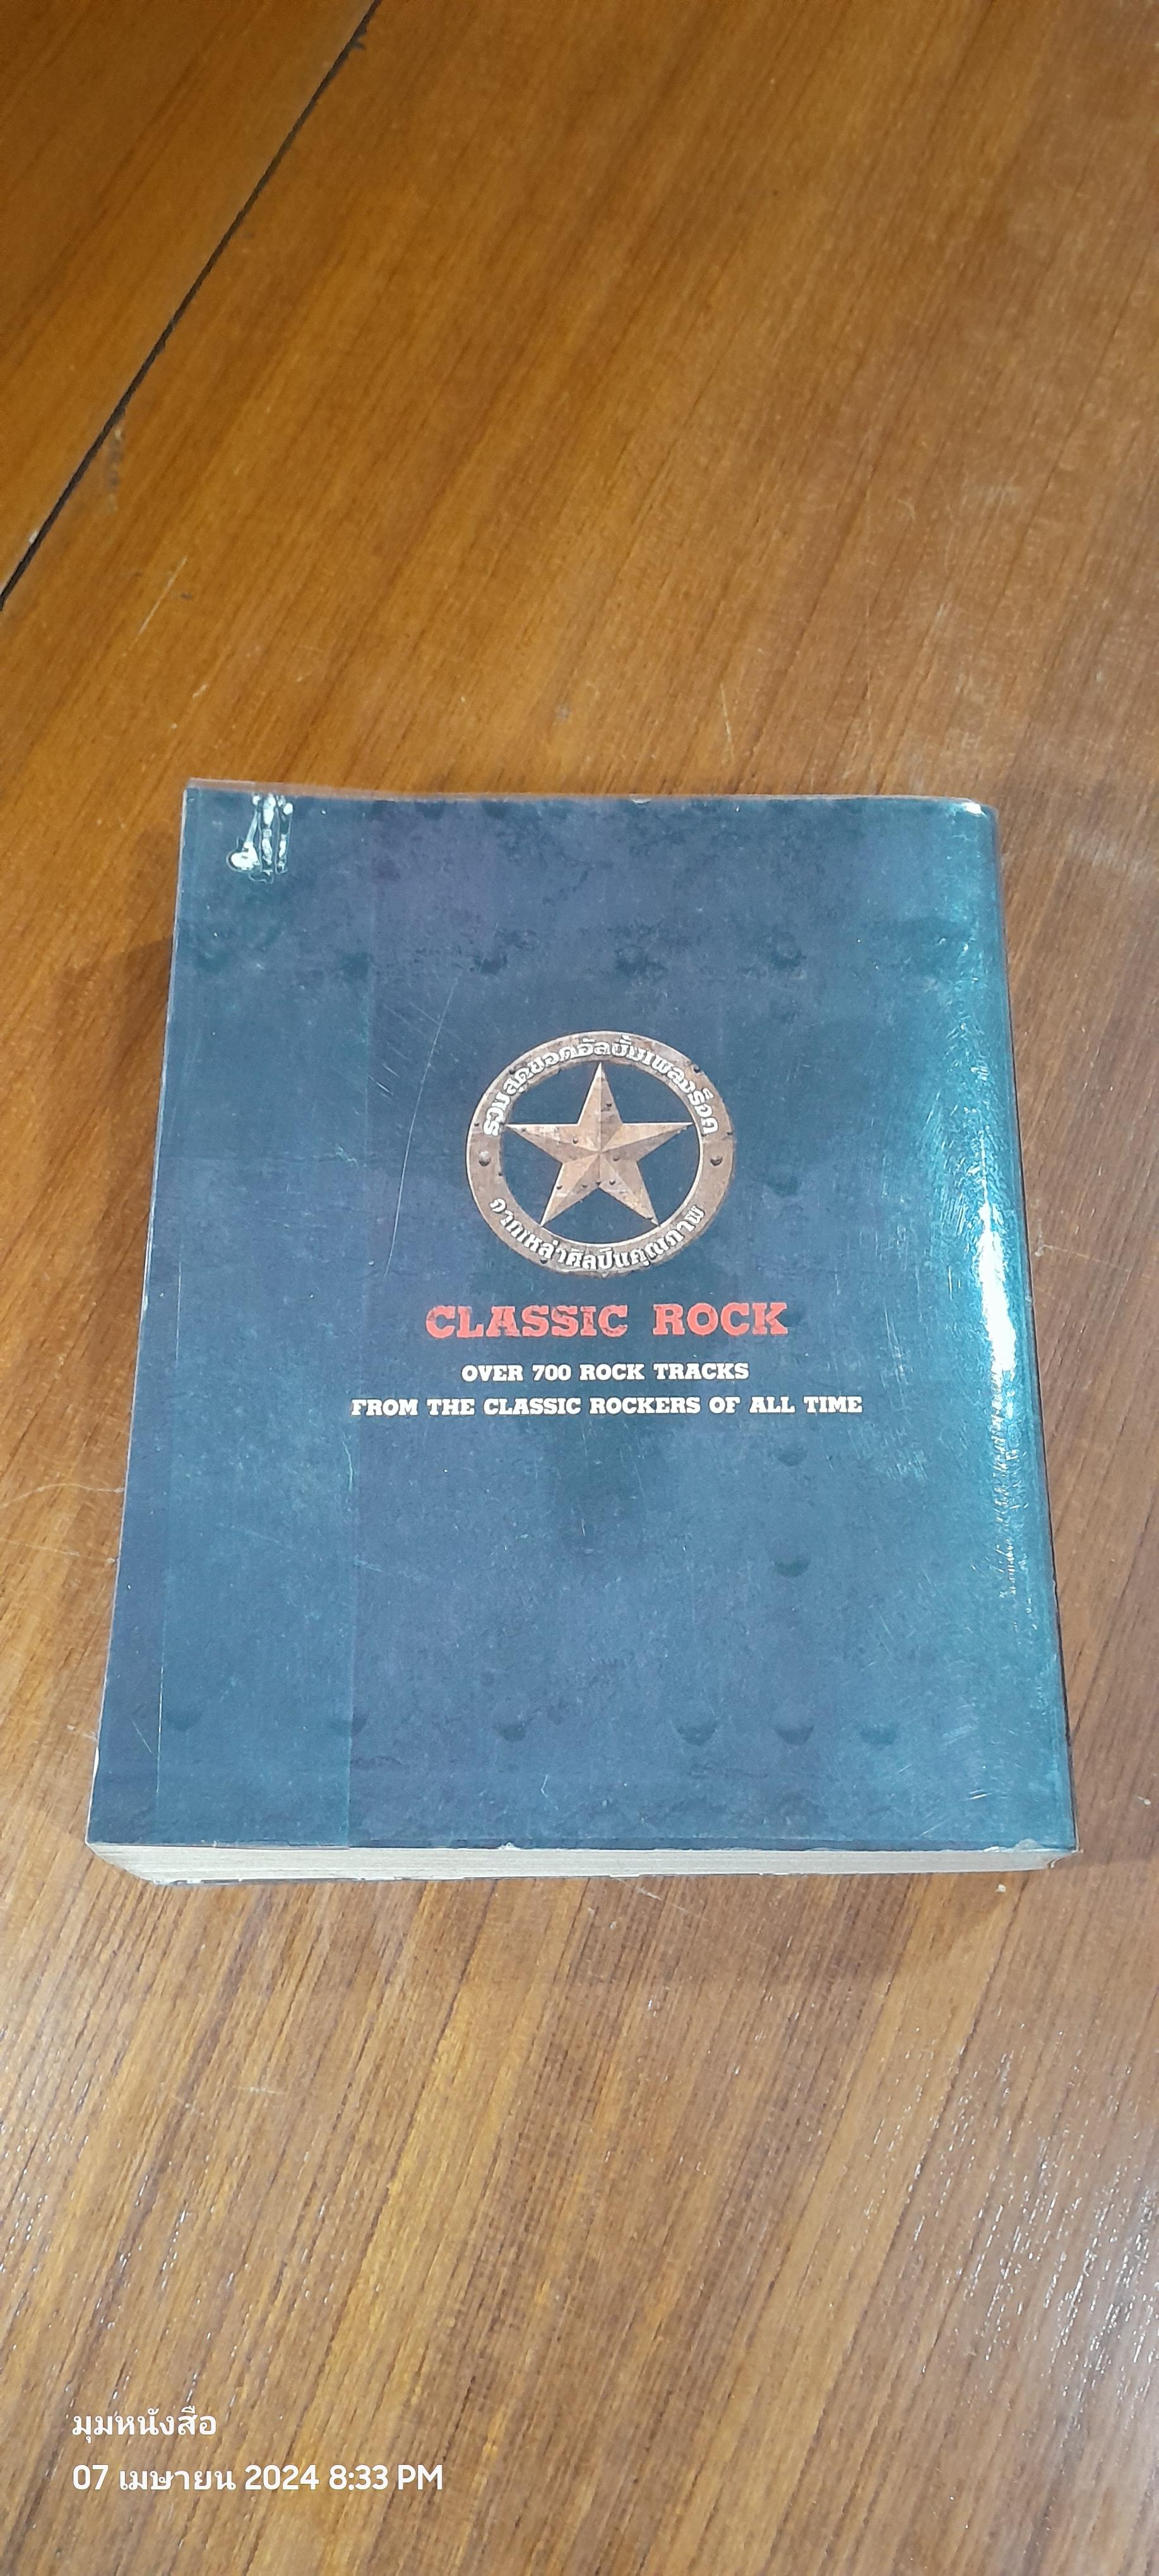 รวมสุดยอดอัลบั้มเพลงร็อค
จากเหล่าศิลปินคุณภาพ
CLASSIC ROCK
OVER 700 ROCK TRACKS
FROM THE CLASSIC ROCKERS OF ALL TIME
มุมหนังสือ
07 เมษายน 2024 8:33 PM